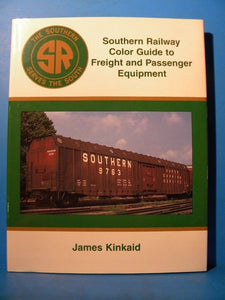 THE SOUTHERN
SR
SERVES THE SOUTH
Southern Railway
Color Guide to
Freight and Passenger
Equipment
SOUTHERN
9763
James Kinkaid